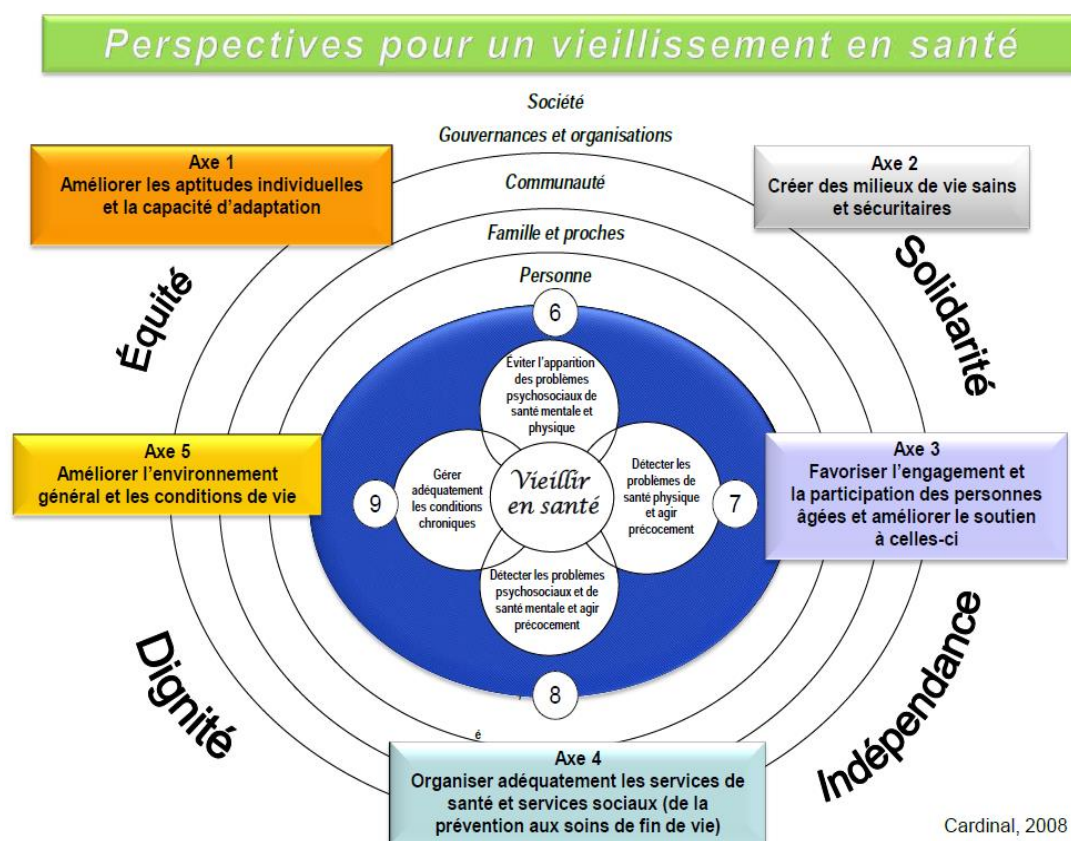 Perspectives pour un vieillissement en santé
Société
Gouvernances et organisations
Axe 1
Améliorer les aptitudes individuelles
et la capacité d'adaptation
Axe 2
Créer des milieux de vie sains
et sécuritaires
Communauté
Famille et proches
Personne
Équité
Solidarité
6
Éviter l'apparition
des problèmes
psychosociaux de
santé mentale et
physique
Axe 5
Améliorer l'environnement
général et les conditions de vie
9
Gérer
adéquatement
les conditions
chroniques
Vieillir
en santé
Détecter les
problèmes de
santé physique
et agir
précocement
7
Axe 3
Favoriser l'engagement et
la participation des personnes
âgées et améliorer le soutien
à celles-ci
Détecter les problèmes
psychosociaux et de
santé mentale et agir
précocement
8
Dignité
Indépendance
é
Axe 4
Organiser adéquatement les services de
santé et services sociaux (de la
prévention aux soins de fin de vie)
Cardinal, 2008